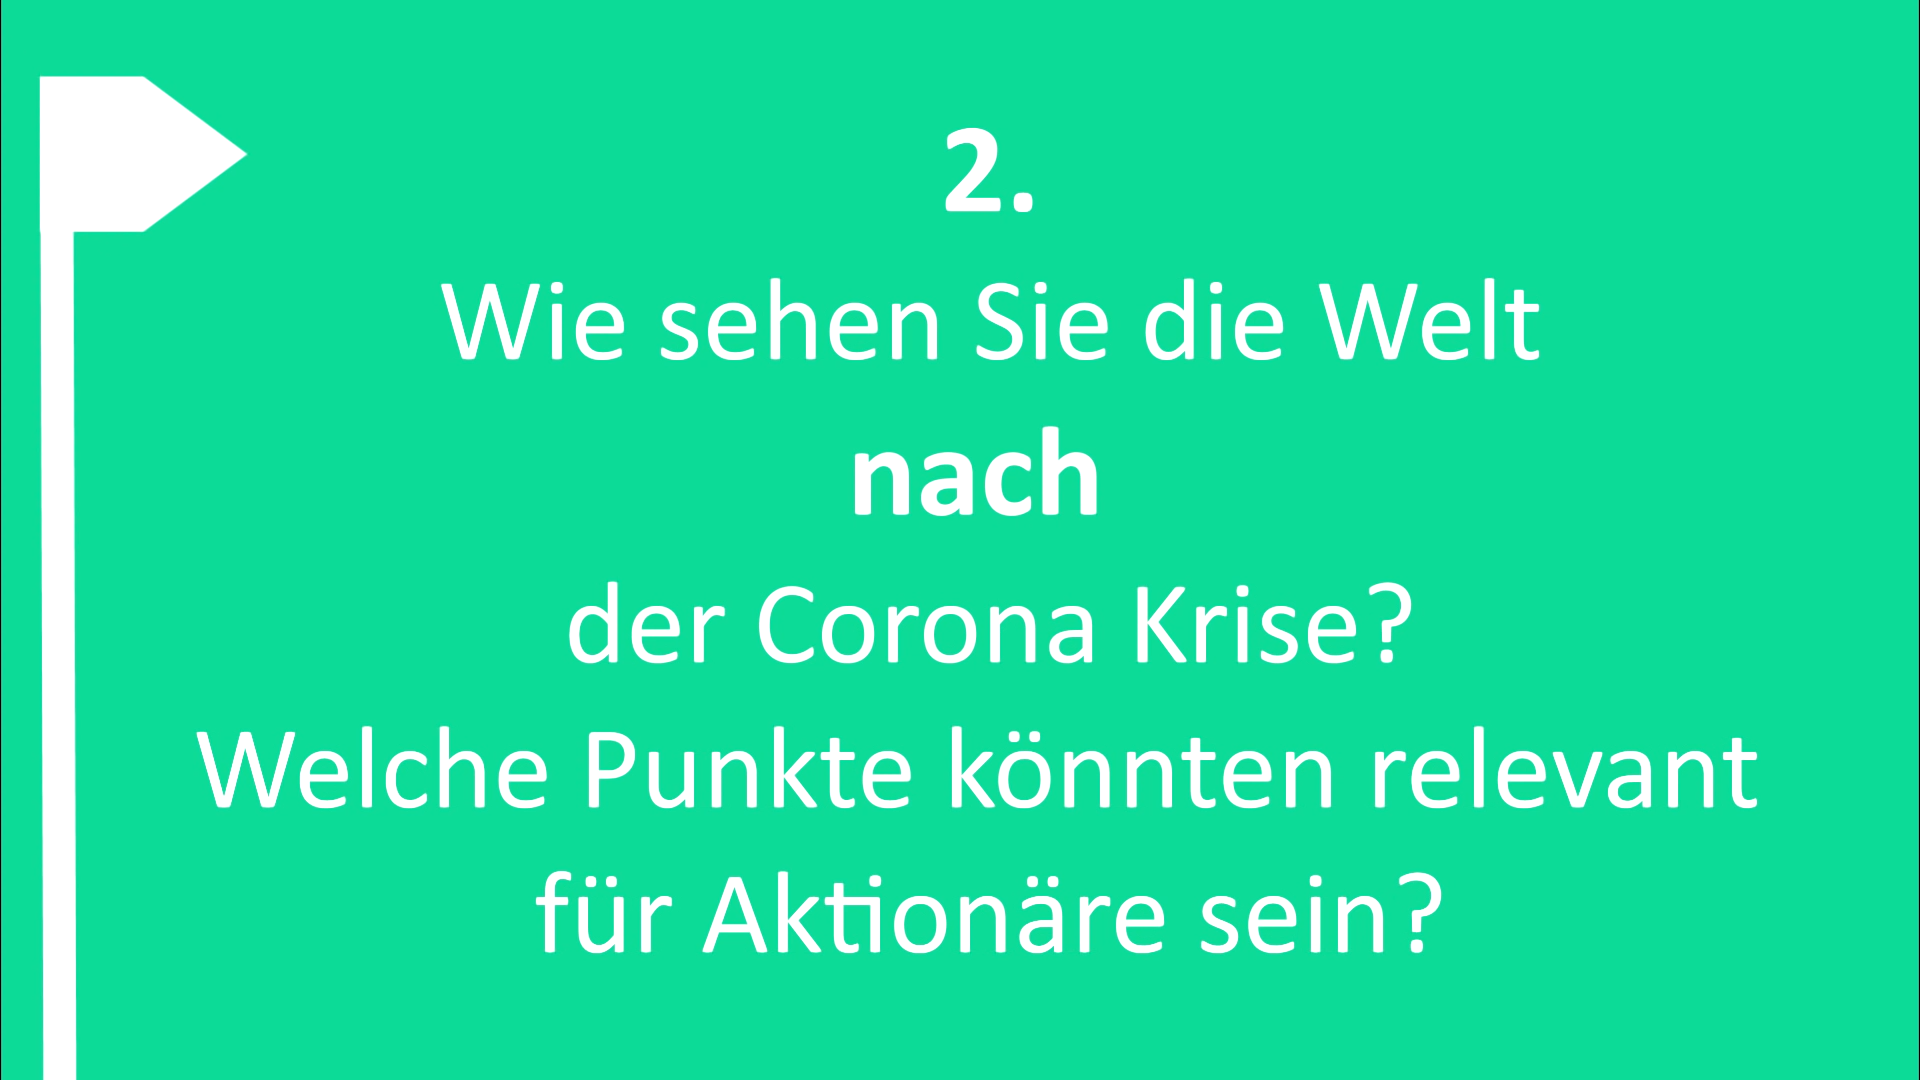 2.
Wie sehen Sie die Welt
nach
der Corona Krise?
Welche Punkte könnten relevant
für Aktionäre sein?